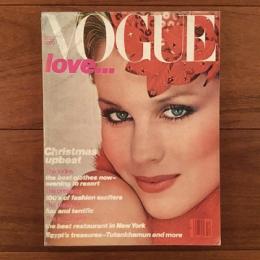 VOGUE
love...
Christmas
upbeat
the best clothes now–
evening to resort
100's of fashion exciters
fun and terrific
the best restaurant in New York
Egypt's treasures–Tutankhamun and more